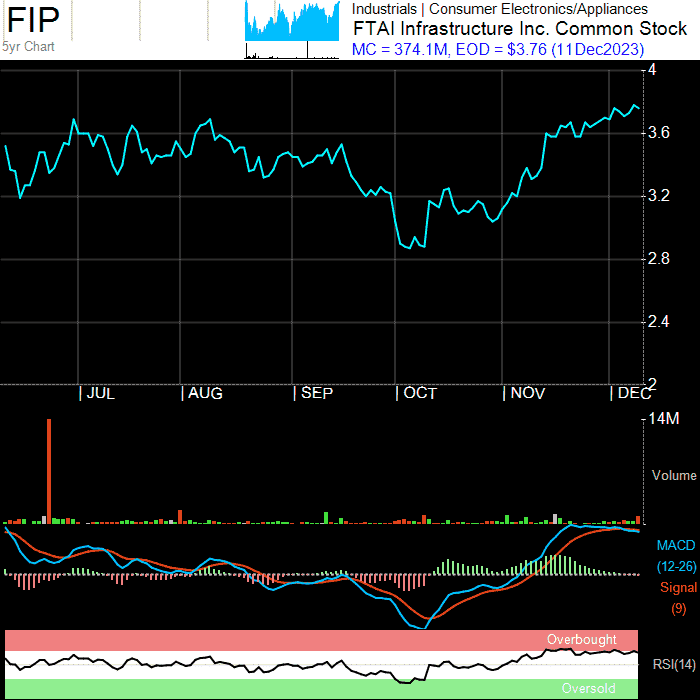 FIP
5yr Chart
Industrials | Consumer Electronics/Appliances
FTAI Infrastructure Inc. Common Stock
MC = 374.1M, EOD = $3.76 (11Dec2023)
4
3.6
3.2
2.8
2.4
2
| JUL | AUG | SEP | OCT | NOV | DEC
14M
Volume
MACD
(12-26)
Signal
(9)
Overbought
RSI(14)
Oversold